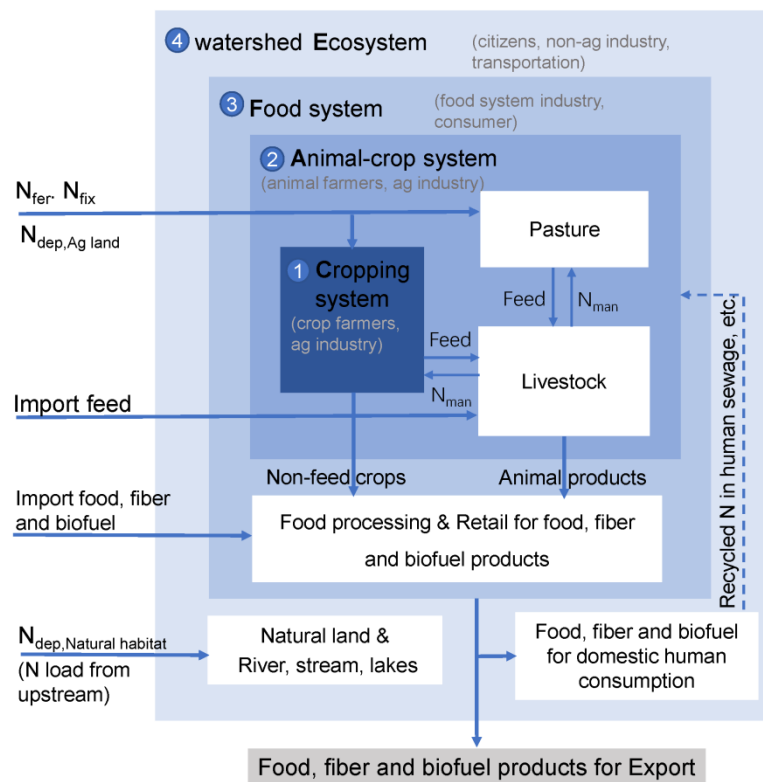 4 watershed Ecosystem
(citizens, non-ag industry,
transportation)
3 Food system
(food system industry,
consumer)
2 Animal-crop system
(animal farmers, ag industry)
Nfer. Nfix
Ndep,Ag land
Pasture
1 Cropping
system
(crop farmers,
ag industry)
Feed
Nman
Feed
Nman
Livestock
Import feed
Non-feed crops
Animal products
Import food, fiber
and biofuel
Food processing & Retail for food, fiber
and biofuel products
Recycled N in human sewage, etc.
Ndep,Natural habitat
(N load from
upstream)
Natural land &
River, stream, lakes
Food, fiber and biofuel
for domestic human
consumption
Food, fiber and biofuel products for Export